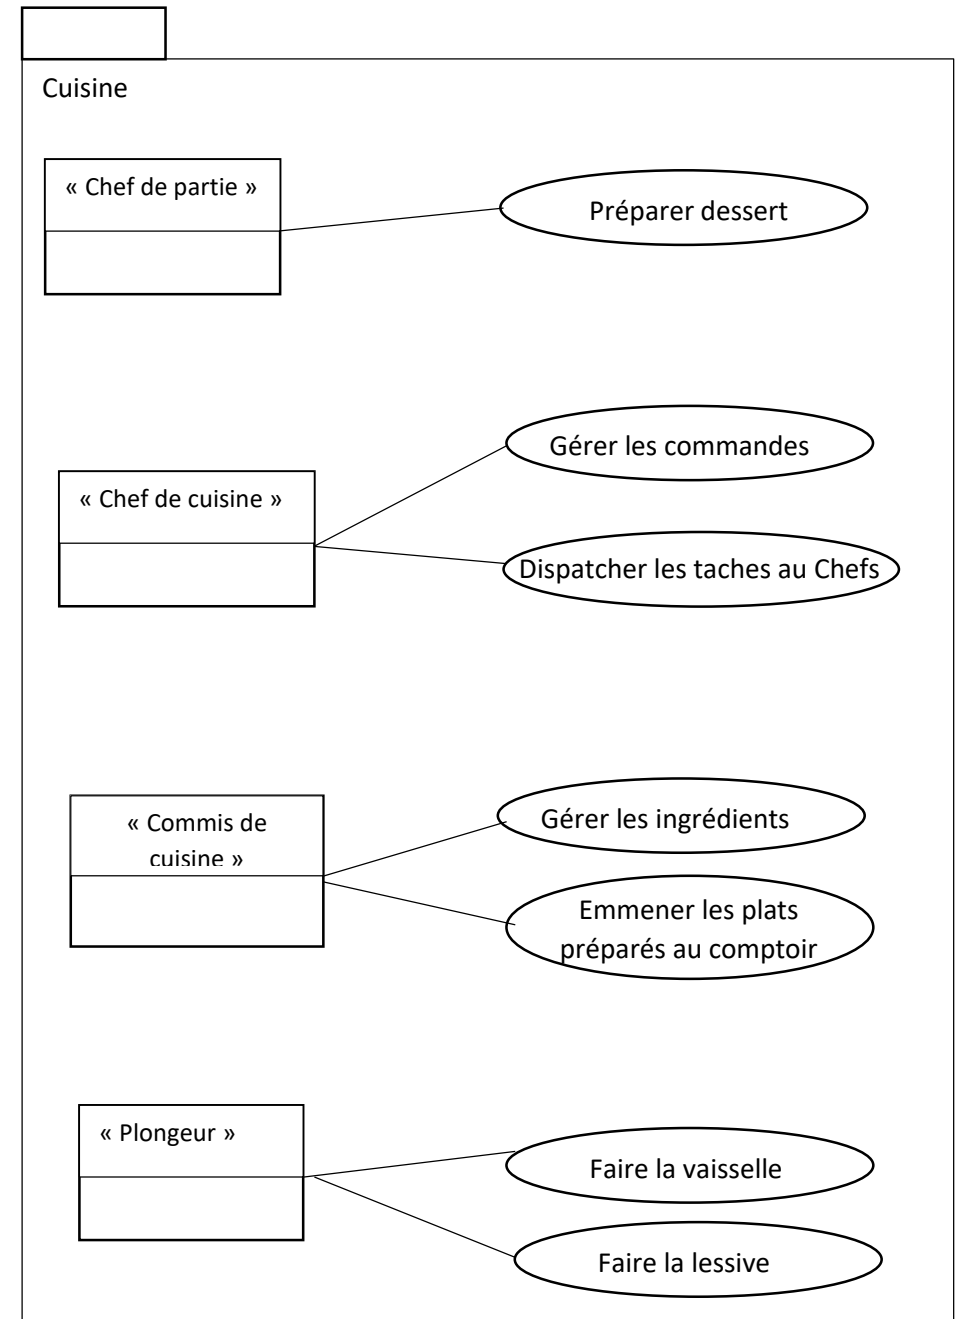 Cuisine
« Chef de partie »
Préparer dessert
Gérer les commandes
« Chef de cuisine »
Dispatcher les taches au Chefs
« Commis de
cuisine »
Gérer les ingrédients
Emmener les plats
préparés au comptoir
« Plongeur »
Faire la vaisselle
Faire la lessive